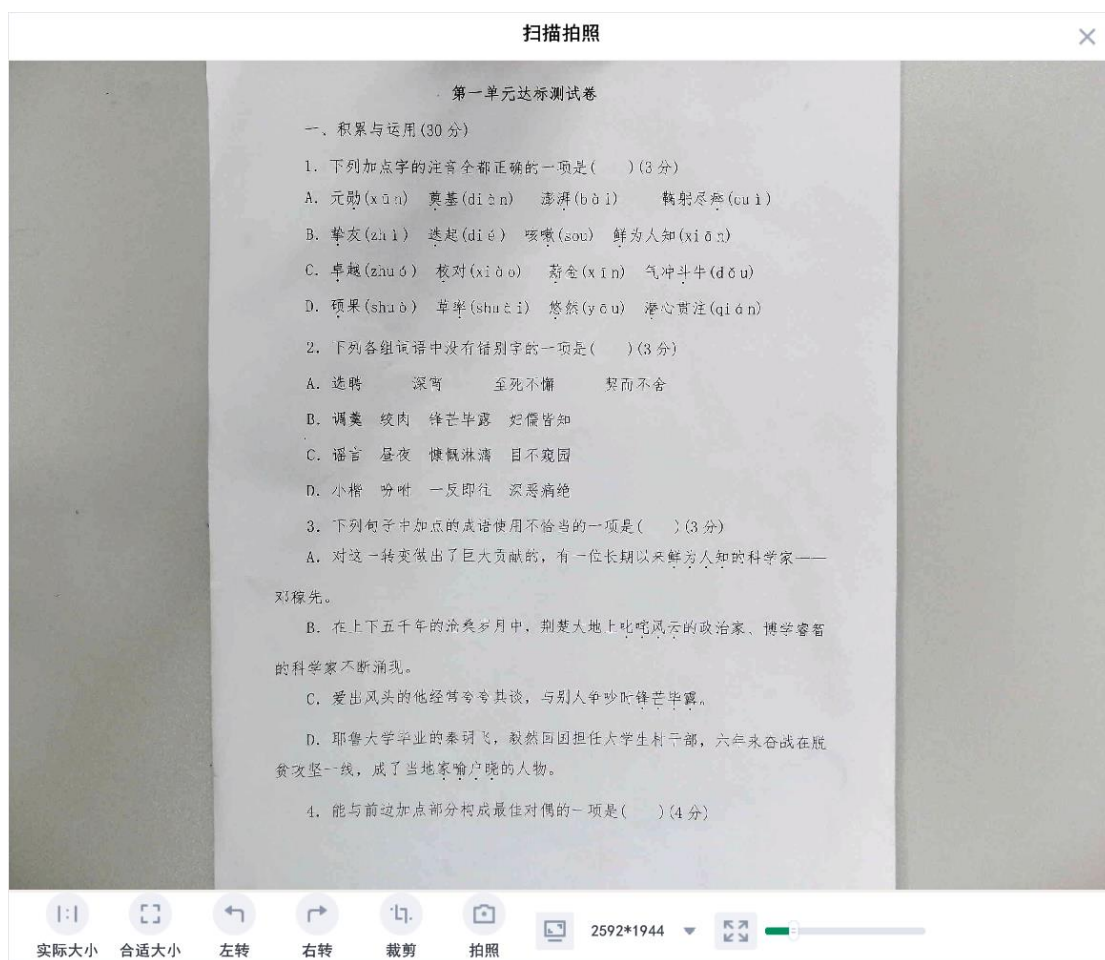 扫描拍照
第一单元达标测试卷
一、积累与运用(30分)
1. 下列加点字的注音全都正确的一项是(　　)(3分)
A. 元勋(xūn)　奠基(diàn)　澎湃(bài)　鞠躬尽瘁(cuì)
B. 挚友(zhì)　迭起(dié)　咳嗽(sou)　鲜为人知(xiǎn)
C. 卓越(zhuó)　校对(xiào)　薪金(xīn)　气冲斗牛(dǒu)
D. 硕果(shuò)　草率(shuài)　悠然(yōu)　潜心贯注(qián)
2. 下列各组词语中没有错别字的一项是(　　)(3分)
A. 选聘　深宵　至死不懈　契而不舍
B. 调羹　绞肉　锋芒毕露　妇儒皆知
C. 谣言　昼夜　慷慨淋漓　目不窥园
D. 小楷　吩咐　一反即往　深恶痛绝
3. 下列句子中加点的成语使用不恰当的一项是(　　)(3分)
A. 对这一转变做出了巨大贡献的，有一位长期以来鲜为人知的科学家——
邓稼先。
B. 在上下五千年的沧桑岁月中，荆楚大地上叱咤风云的政治家、博学睿智
的科学家不断涌现。
C. 爱出风头的他经常夸夸其谈，与别人争吵时锋芒毕露。
D. 耶鲁大学毕业的秦玥飞，毅然回国担任大学生村干部，六年来奋战在脱
贫攻坚一线，成了当地家喻户晓的人物。
4. 能与前边加点部分构成最佳对偶的一项是(　　)(4分)
1:1
实际大小　合适大小　左转　右转　裁剪　拍照　2592*1944